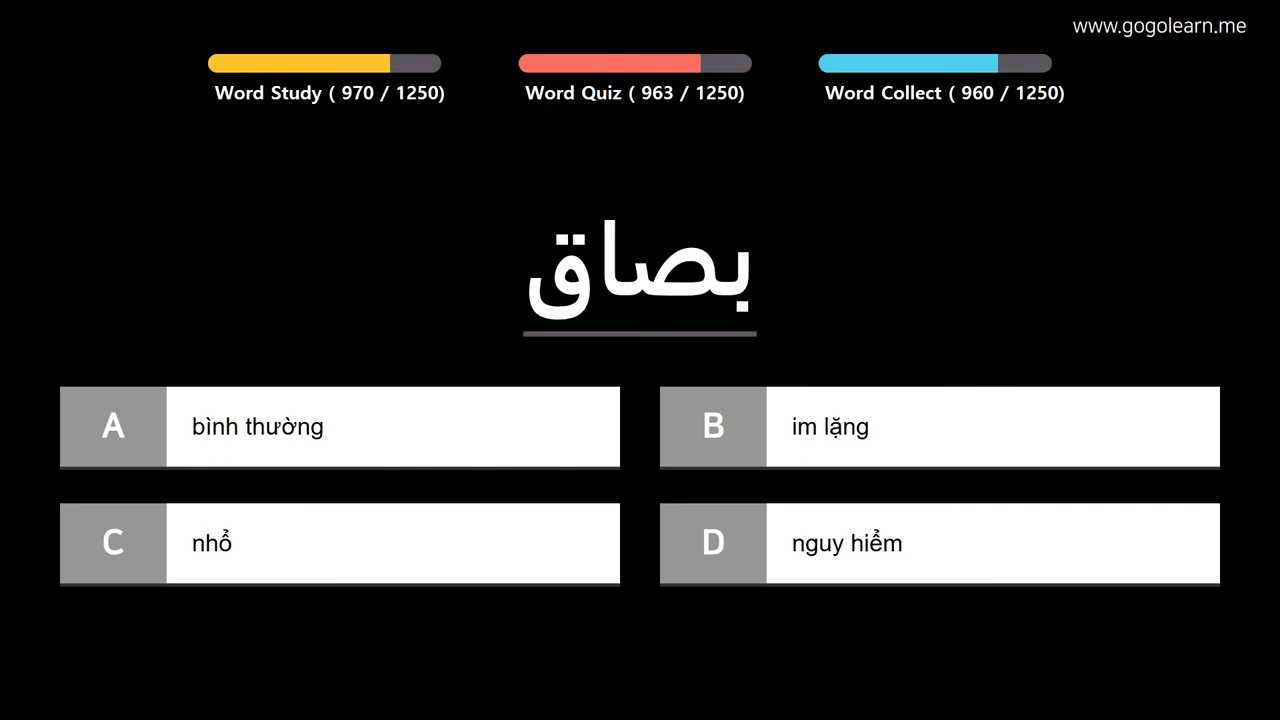 www.gogolearn.me
Word Study ( 970 / 1250)
Word Quiz ( 963 / 1250)
Word Collect ( 960 / 1250)
بصاق
A bình thường
B im lặng
C nhổ
D nguy hiểm